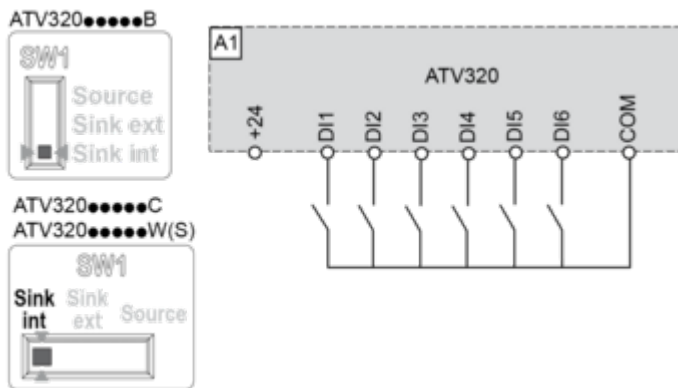 ATV320●●●●●B
SW1
Source
Sink ext
Sink int
ATV320●●●●●C
ATV320●●●●●W(S)
SW1
Sink int
Sink ext
Source
A1
ATV320
+24
DI1
DI2
DI3
DI4
DI5
DI6
COM